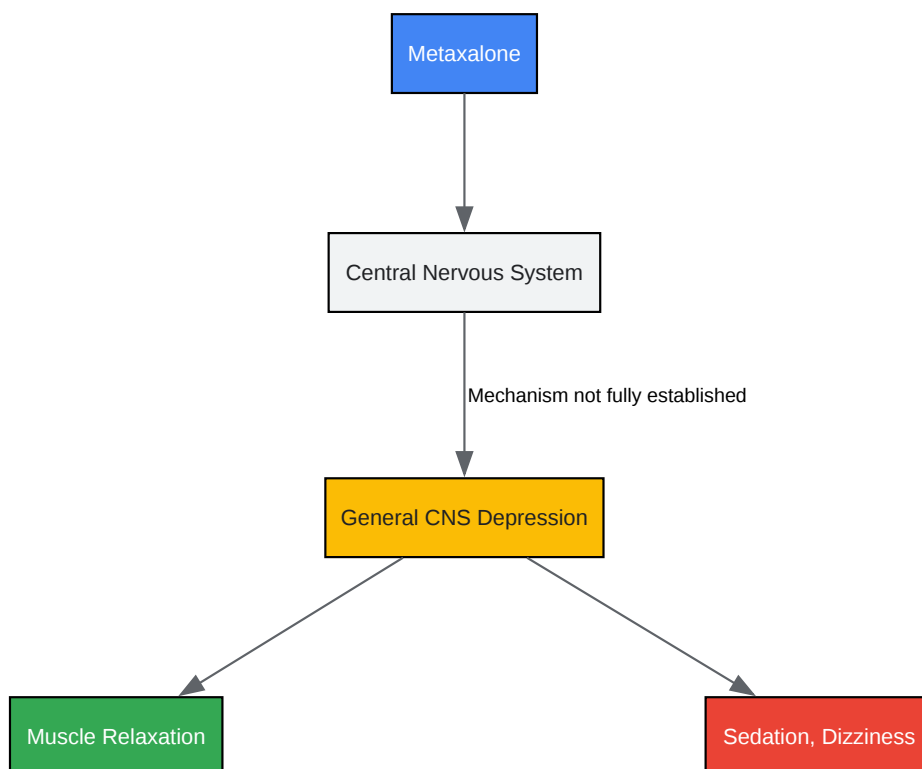 Metaxalone
Central Nervous System
Mechanism not fully established
General CNS Depression
Muscle Relaxation
Sedation, Dizziness